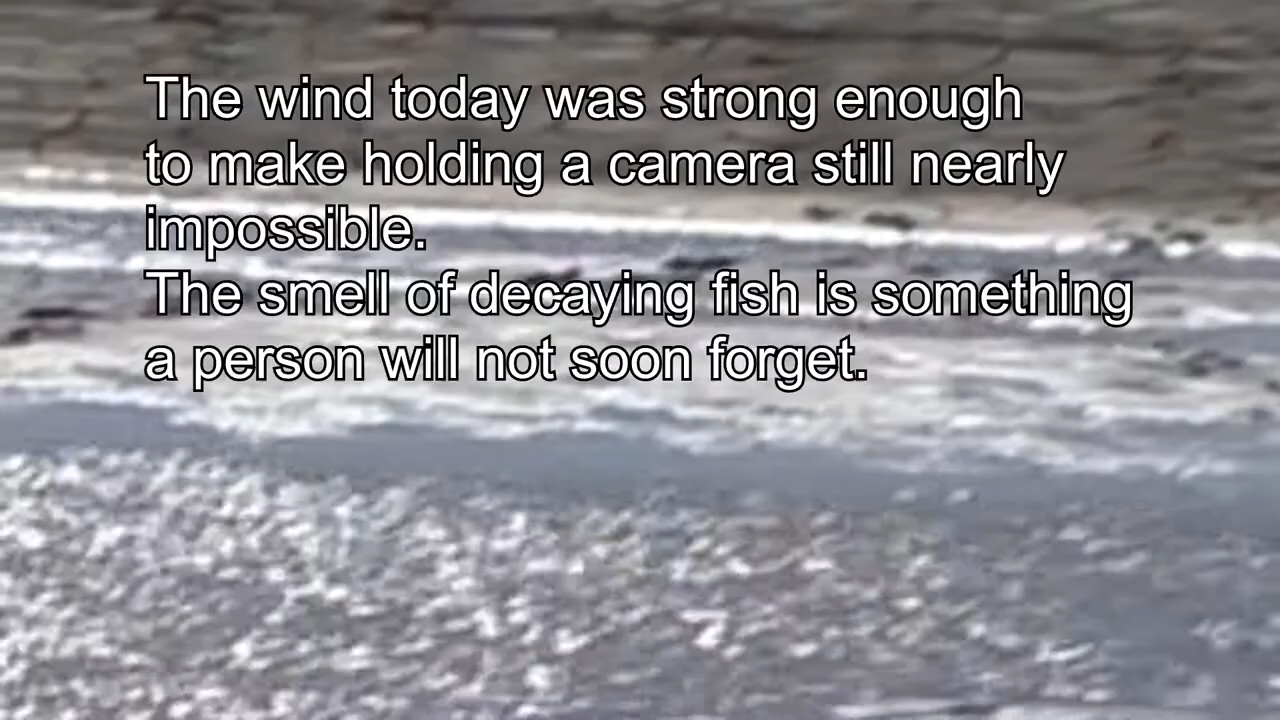 The wind today was strong enough
to make holding a camera still nearly
impossible.
The smell of decaying fish is something
a person will not soon forget.